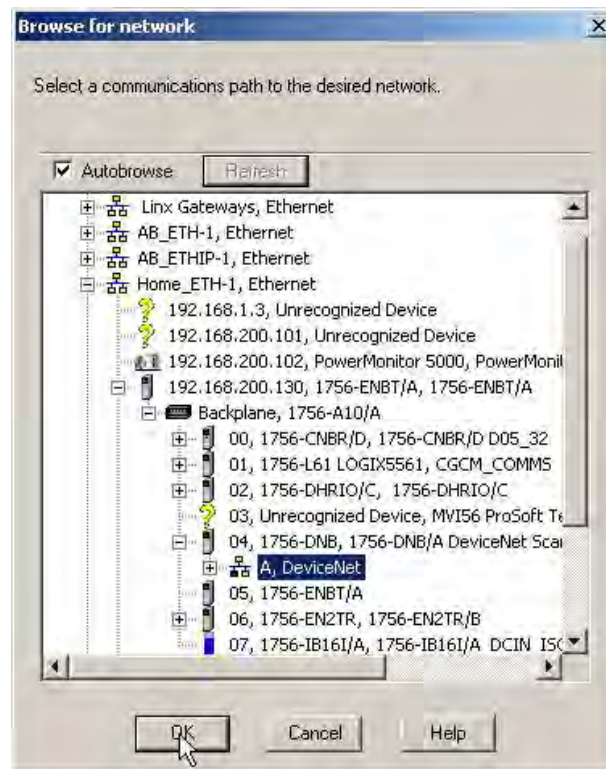 Browse for network
Select a communications path to the desired network.
Autobrowse Refresh
Linx Gateways, Ethernet
AB_ETH-1, Ethernet
AB_ETHIP-1, Ethernet
Home_ETH-1, Ethernet
192.168.1.3, Unrecognized Device
192.168.200.101, Unrecognized Device
192.168.200.102, PowerMonitor 5000, PowerMoni
192.168.200.130, 1756-ENBT/A, 1756-ENBT/A
Backplane, 1756-A10/A
00, 1756-CNBR/D, 1756-CNBR/D D05_32
01, 1756-L61 LOGIX5561, CGCM_COMMS
02, 1756-DHRIO/C, 1756-DHRIO/C
03, Unrecognized Device, MVI56 ProSoft Te
04, 1756-DNB, 1756-DNB/A DeviceNet Scan
A, DeviceNet
05, 1756-ENBT/A
06, 1756-EN2TR, 1756-EN2TR/B
07, 1756-IB16I/A, 1756-IB16I/A DCIN ISO
OK Cancel Help